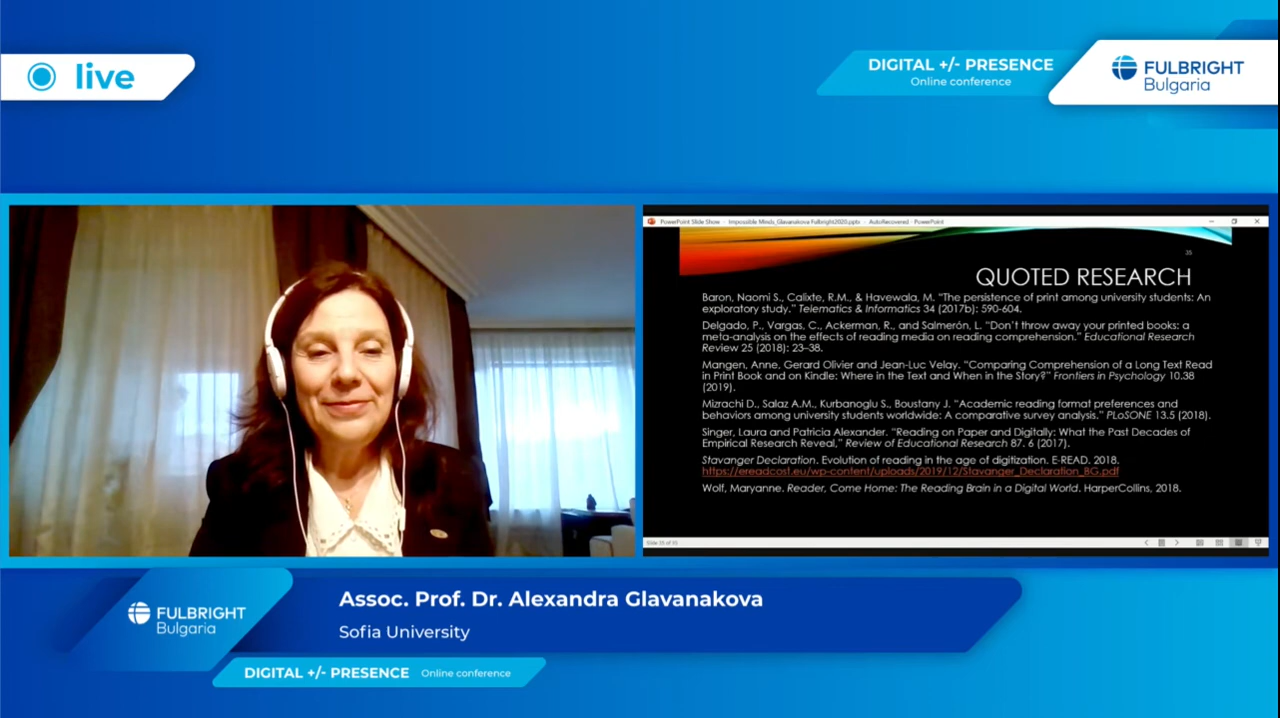 live
DIGITAL +/- PRESENCE
Online conference
FULBRIGHT
Bulgaria
PowerPoint Slide Show - Impossible Minds_Glavanakova Fulbright2020.pptx - AutoRecovered - PowerPoint
35
QUOTED RESEARCH
Baron, Naomi S., Calixte, R.M., & Havewala, M. "The persistence of print among university students: An
exploratory study." Telematics & Informatics 34 (2017b): 590-604.
Delgado, P., Vargas, C., Ackerman, R., and Salmerón, L. "Don't throw away your printed books: a
meta-analysis on the effects of reading media on reading comprehension." Educational Research
Review 25 (2018): 23–38.
Mangen, Anne, Gerard Olivier and Jean-Luc Velay. "Comparing Comprehension of a Long Text Read
in Print Book and on Kindle: Where in the Text and When in the Story?" Frontiers in Psychology 10.38
(2019).
Mizrachi D., Salaz A.M., Kurbanoglu S., Boustany J. "Academic reading format preferences and
behaviors among university students worldwide: A comparative survey analysis." PLoSONE 13.5 (2018).
Singer, Laura and Patricia Alexander. "Reading on Paper and Digitally: What the Past Decades of
Empirical Research Reveal," Review of Educational Research 87. 6 (2017).
Stavanger Declaration. Evolution of reading in the age of digitization. E-READ. 2018.
https://ereadcost.eu/wp-content/uploads/2019/12/Stavanger_Declaration_BG.pdf
Wolf, Maryanne. Reader, Come Home: The Reading Brain in a Digital World. HarperCollins, 2018.
Slide 35 of 35
FULBRIGHT
Bulgaria
Assoc. Prof. Dr. Alexandra Glavanakova
Sofia University
DIGITAL +/- PRESENCE Online conference